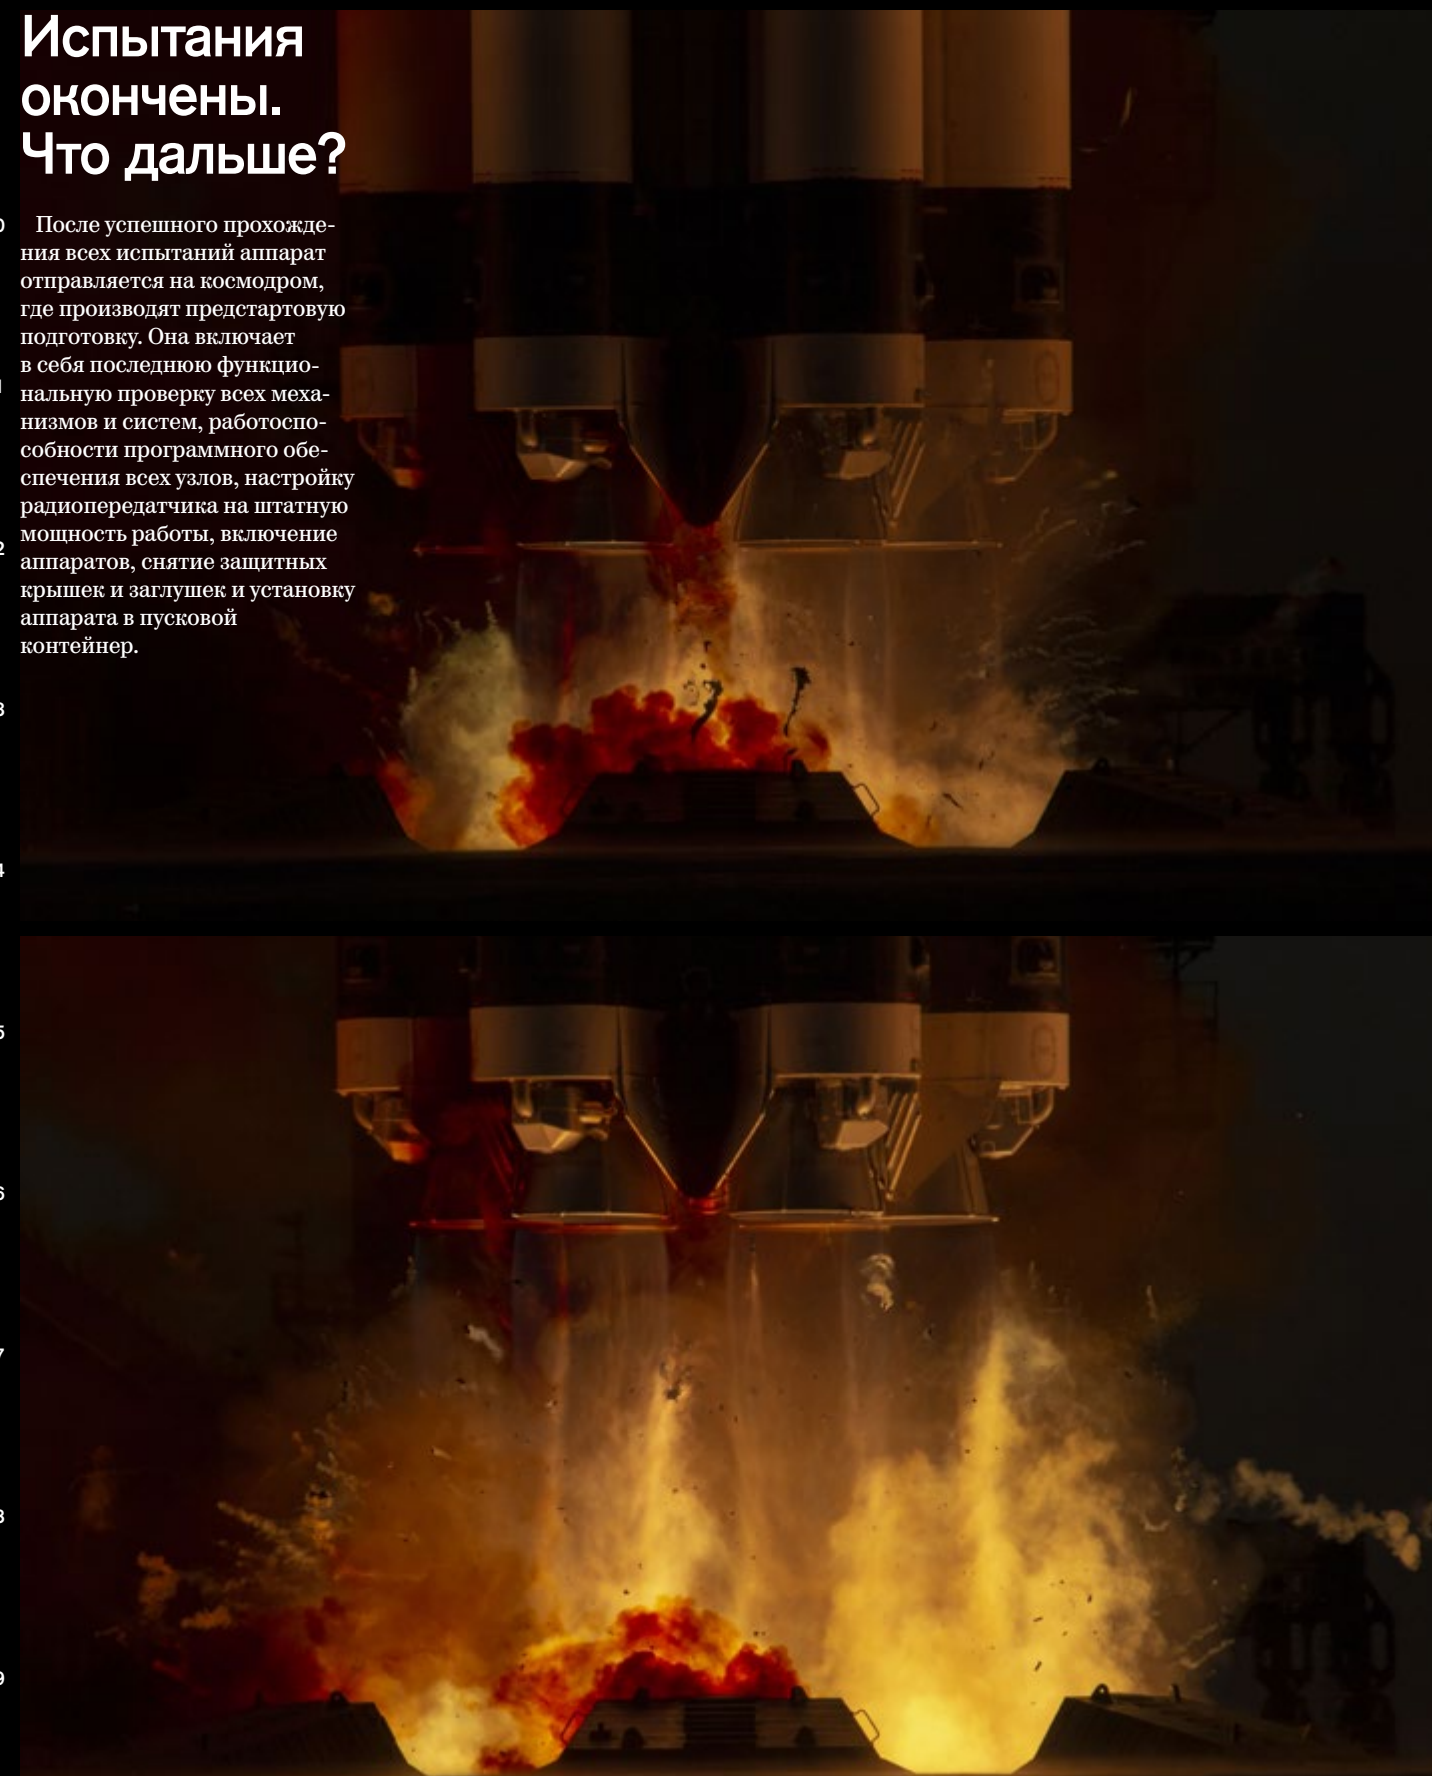 Испытания
окончены.
Что дальше?
После успешного прохожде-
ния всех испытаний аппарат
отправляется на космодром,
где производят предстартовую
подготовку. Она включает
в себя последнюю функцио-
нальную проверку всех меха-
низмов и систем, работоспо-
собности программного обе-
спечения всех узлов, настройку
радиопередатчика на штатную
мощность работы, включение
аппаратов, снятие защитных
крышек и заглушек и установку
аппарата в пусковой
контейнер.